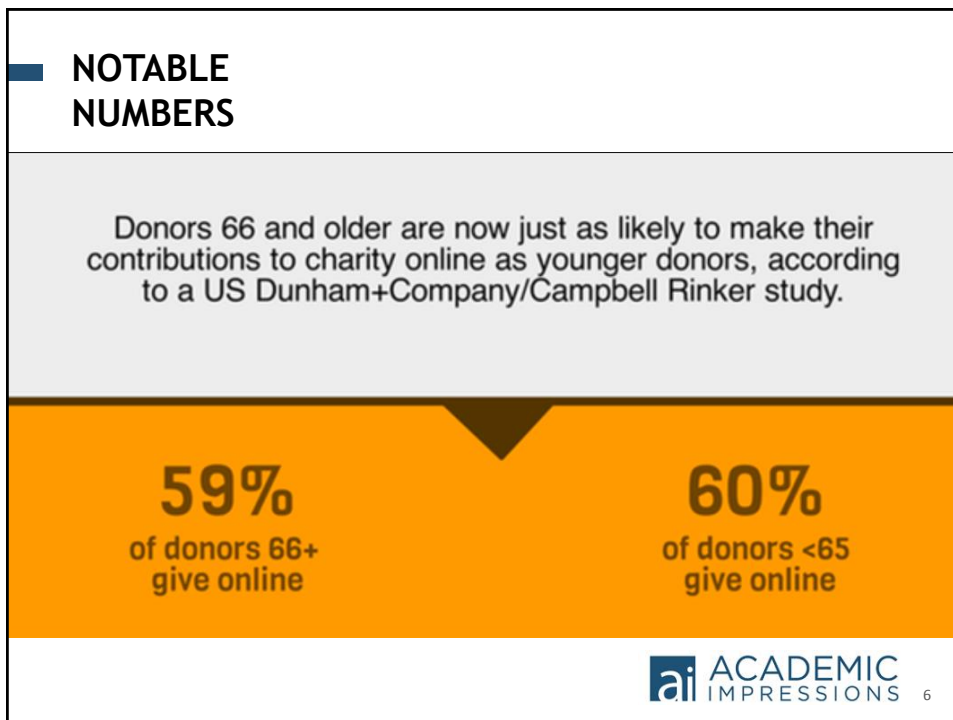 NOTABLE
NUMBERS
Donors 66 and older are now just as likely to make their
contributions to charity online as younger donors, according
to a US Dunham+Company/Campbell Rinker study.
59%
of donors 66+
give online
60%
of donors <65
give online
ai ACADEMIC
IMPRESSIONS
6